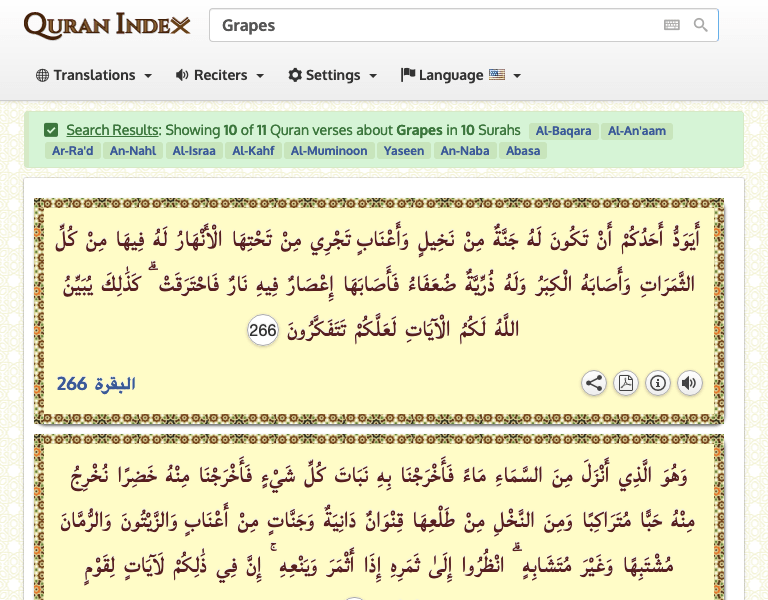 QURAN INDEX
Grapes
Translations
Reciters
Settings
Language
Search Results: Showing 10 of 11 Quran verses about Grapes in 10 Surahs Al-Baqara Al-An'aam
Ar-Ra'd An-Nahl Al-Israa Al-Kahf Al-Muminoon Yaseen An-Naba Abasa
أَيَوَدُّ أَحَدُكُمْ أَنْ تَكُونَ لَهُ جَنَّةٌ مِنْ نَخِيلٍ وَأَعْنَابٍ تَجْرِي مِنْ تَحْتِهَا الْأَنْهَارُ لَهُ فِيهَا مِنْ كُلِّ
الثَّمَرَاتِ وَأَصَابَهُ الْكِبَرُ وَلَهُ ذُرِّيَّةٌ ضُعَفَاءُ فَأَصَابَهَا إِعْصَارٌ فِيهِ نَارٌ فَاحْتَرَقَتْ ۗ كَذَٰلِكَ يُبَيِّنُ
اللَّهُ لَكُمُ الْآيَاتِ لَعَلَّكُمْ تَتَفَكَّرُونَ 266
البقرة 266
وَهُوَ الَّذِي أَنْزَلَ مِنَ السَّمَاءِ مَاءً فَأَخْرَجْنَا بِهِ نَبَاتَ كُلِّ شَيْءٍ فَأَخْرَجْنَا مِنْهُ خَضِرًا نُخْرِجُ
مِنْهُ حَبًّا مُتَرَاكِبًا وَمِنَ النَّخْلِ مِنْ طَلْعِهَا قِنْوَانٌ دَانِيَةٌ وَجَنَّاتٍ مِنْ أَعْنَابٍ وَالزَّيْتُونَ وَالرُّمَّانَ
مُشْتَبِهًا وَغَيْرَ مُتَشَابِهٍ ۗ انْظُرُوا إِلَىٰ ثَمَرِهِ إِذَا أَثْمَرَ وَيَنْعِهِ ۚ إِنَّ فِي ذَٰلِكُمْ لَآيَاتٍ لِقَوْمٍ